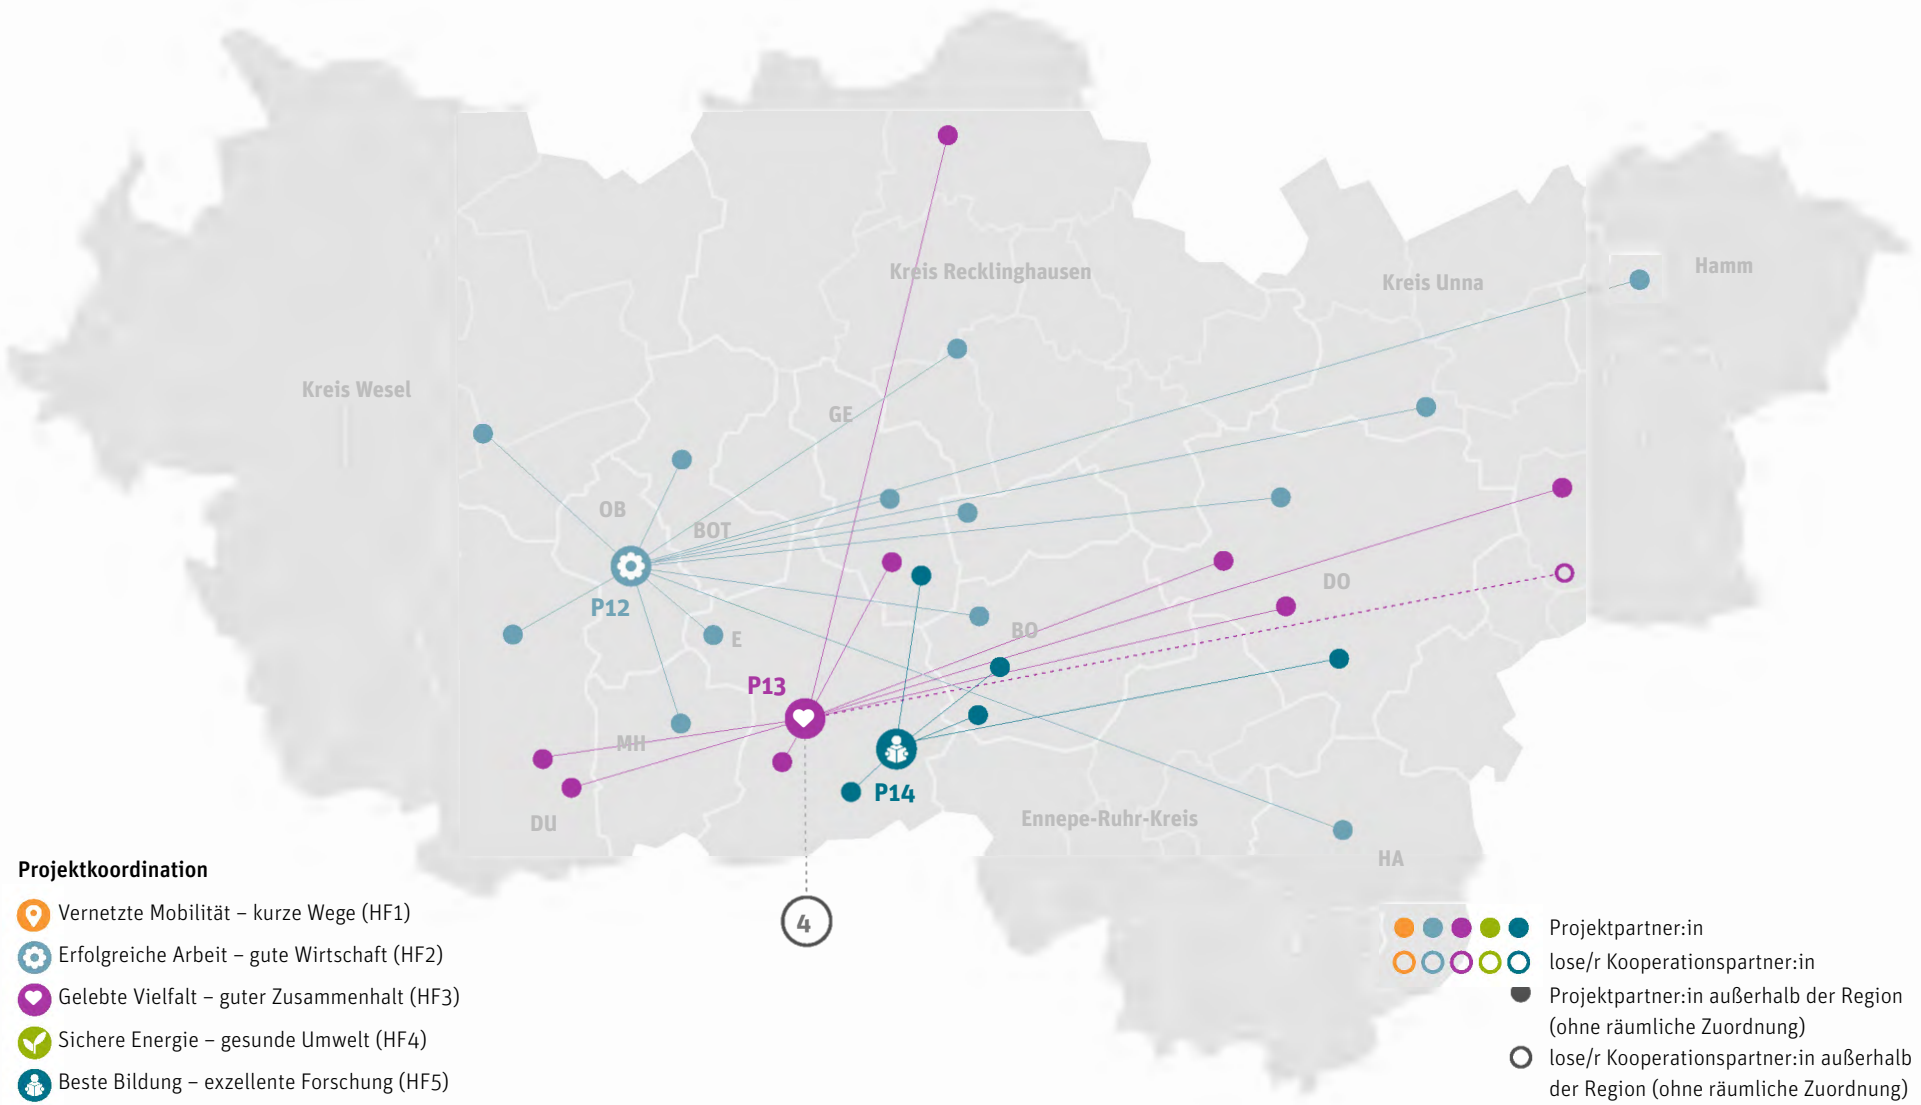 Kreis Recklinghausen
Kreis Unna
Hamm
Kreis Wesel
GE
OB
BOT
DO
P12
E
BO
P13
MH
P14
DU
Ennepe-Ruhr-Kreis
HA
4
Projektkoordination
Vernetzte Mobilität – kurze Wege (HF1)
Erfolgreiche Arbeit – gute Wirtschaft (HF2)
Gelebte Vielfalt – guter Zusammenhalt (HF3)
Sichere Energie – gesunde Umwelt (HF4)
Beste Bildung – exzellente Forschung (HF5)
Projektpartner:in
lose/r Kooperationspartner:in
Projektpartner:in außerhalb der Region
(ohne räumliche Zuordnung)
lose/r Kooperationspartner:in außerhalb
der Region (ohne räumliche Zuordnung)